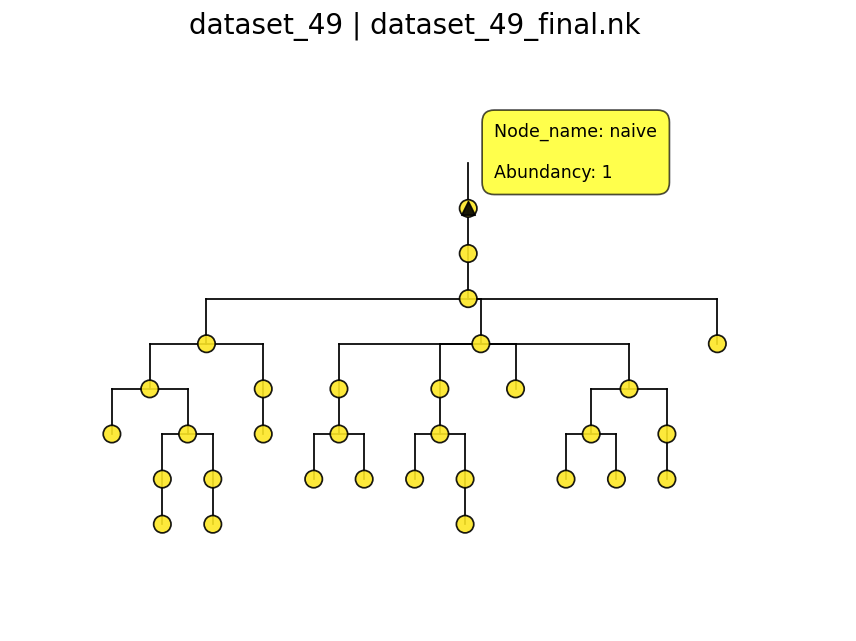 dataset_49 | dataset_49_final.nk
Node_name: naive
Abundancy: 1